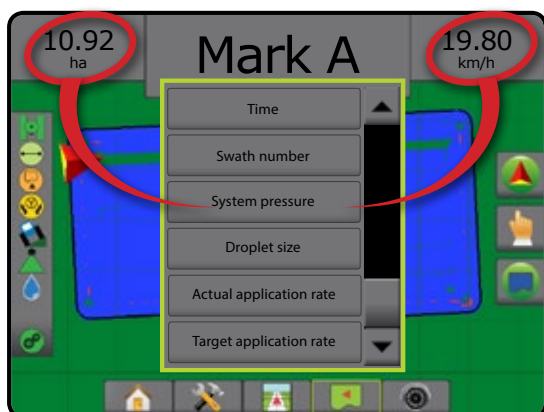 10.92
ha
Mark A
19.80
km/h
Time
Swath number
System pressure
Droplet size
Actual application rate
Target application rate